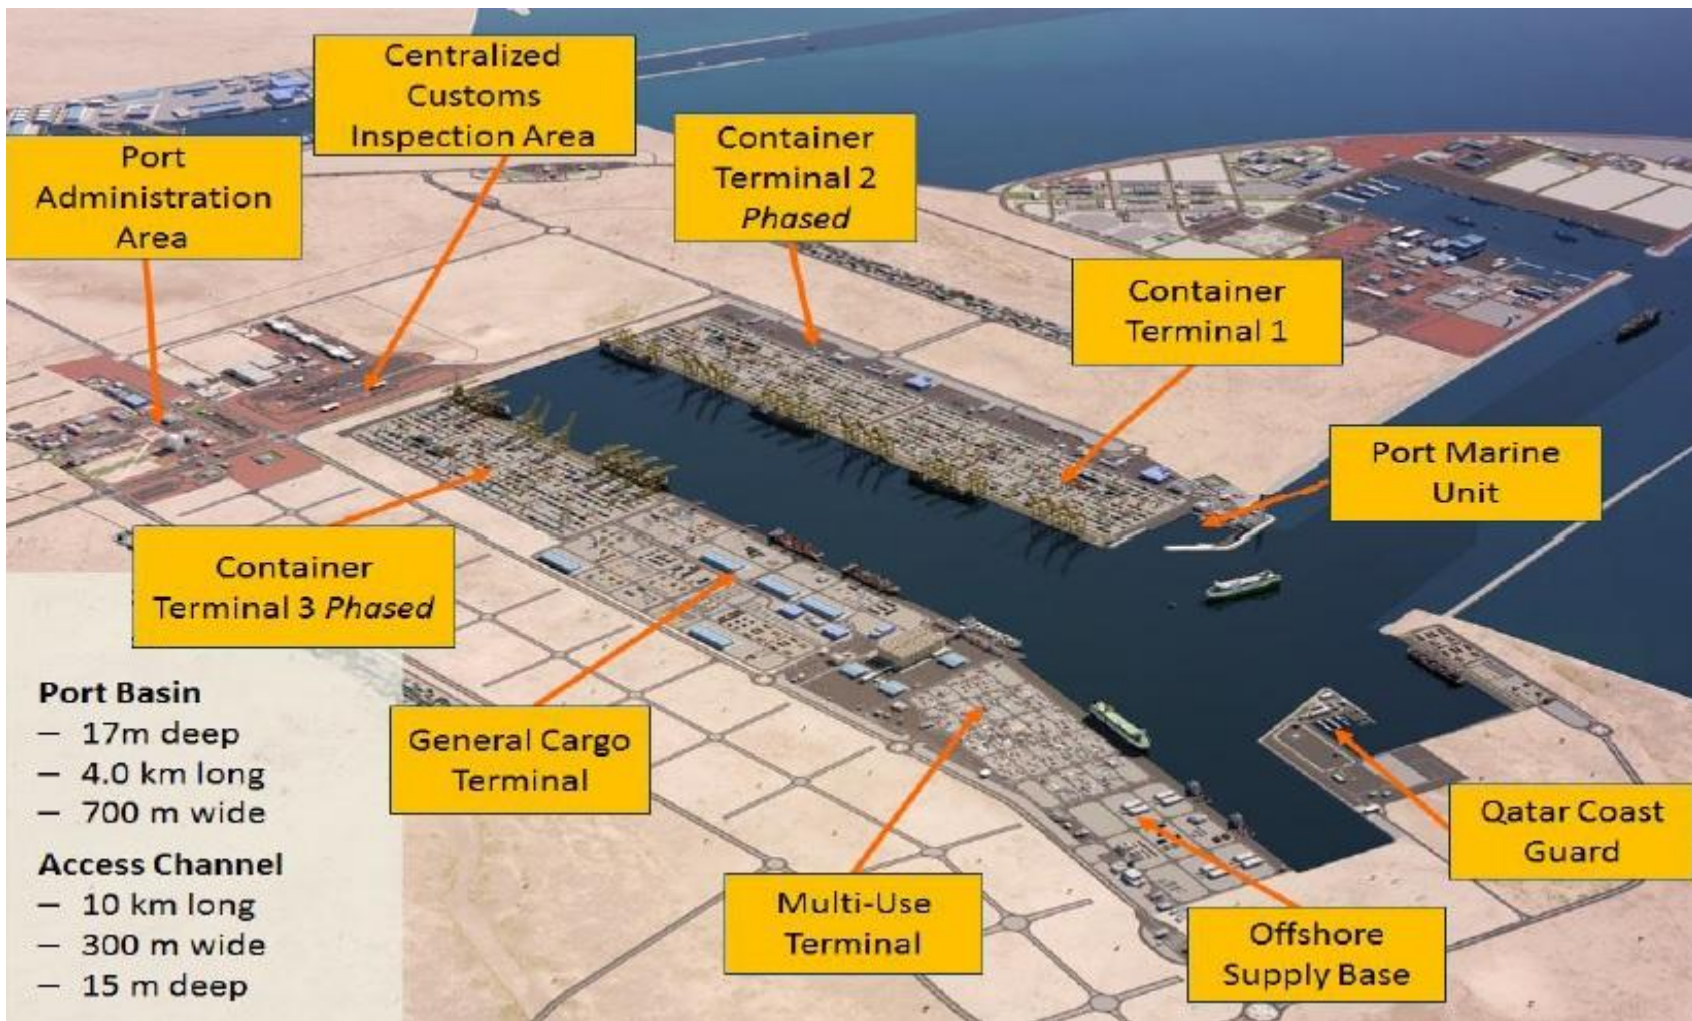 Centralized
Customs
Inspection Area
Port
Administration
Area
Container
Terminal 2
Phased
Container
Terminal 1
Port Marine
Unit
Container
Terminal 3 Phased
General Cargo
Terminal
Multi-Use
Terminal
Offshore
Supply Base
Qatar Coast
Guard
Port Basin
– 17m deep
– 4.0 km long
– 700 m wide
Access Channel
– 10 km long
– 300 m wide
– 15 m deep